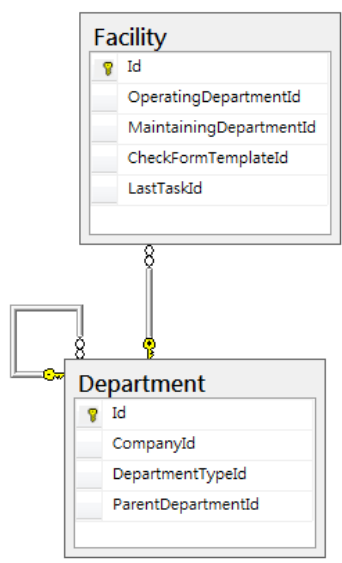 Facility
Id
OperatingDepartmentId
MaintainingDepartmentId
CheckFormTemplateId
LastTaskId
Department
Id
CompanyId
DepartmentTypeId
ParentDepartmentId